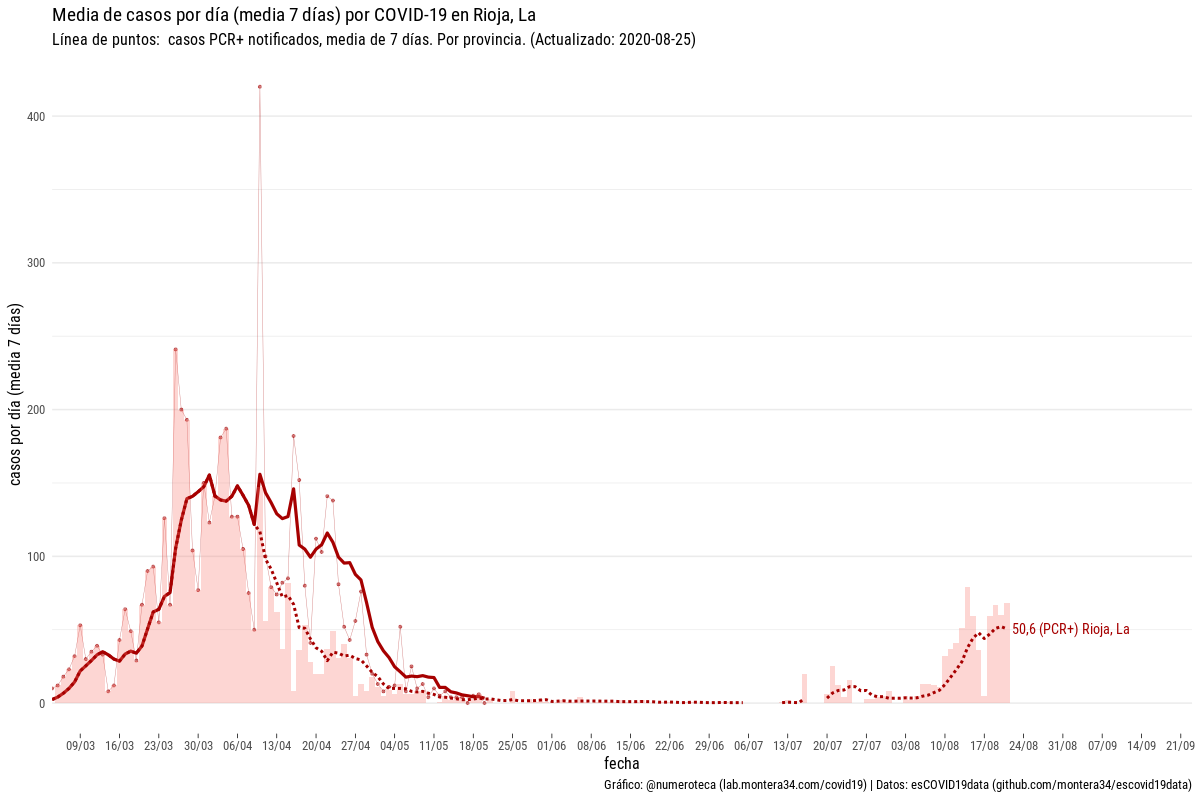 Media de casos por día (media 7 días) por COVID-19 en Rioja, La
Línea de puntos:  casos PCR+ notificados, media de 7 días. Por provincia. (Actualizado: 2020-08-25)
casos por día (media 7 días)
400
300
200
100
0
50,6 (PCR+) Rioja, La
09/03 16/03 23/03 30/03 06/04 13/04 20/04 27/04 04/05 11/05 18/05 25/05 01/06 08/06 15/06 22/06 29/06 06/07 13/07 20/07 27/07 03/08 10/08 17/08 24/08 31/08 07/09 14/09 21/09
fecha
Gráfico: @numeroteca (lab.montera34.com/covid19) | Datos: esCOVID19data (github.com/montera34/escovid19data)